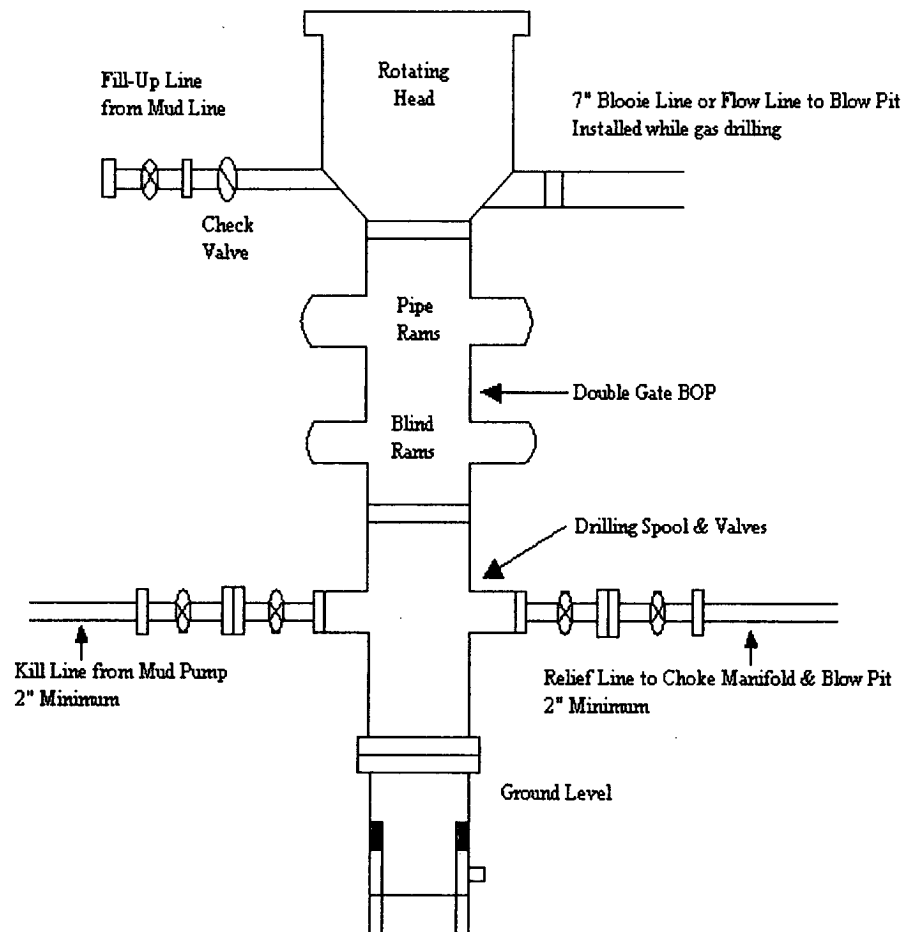 Rotating
Head
Fill-Up Line
from Mud Line
7" Blooie Line or Flow Line to Blow Pit
Installed while gas drilling
Check
Valve
Pipe
Rams
Double Gate BOP
Blind
Rams
Drilling Spool & Valves
Kill Line from Mud Pump
2" Minimum
Relief Line to Choke Manifold & Blow Pit
2" Minimum
Ground Level